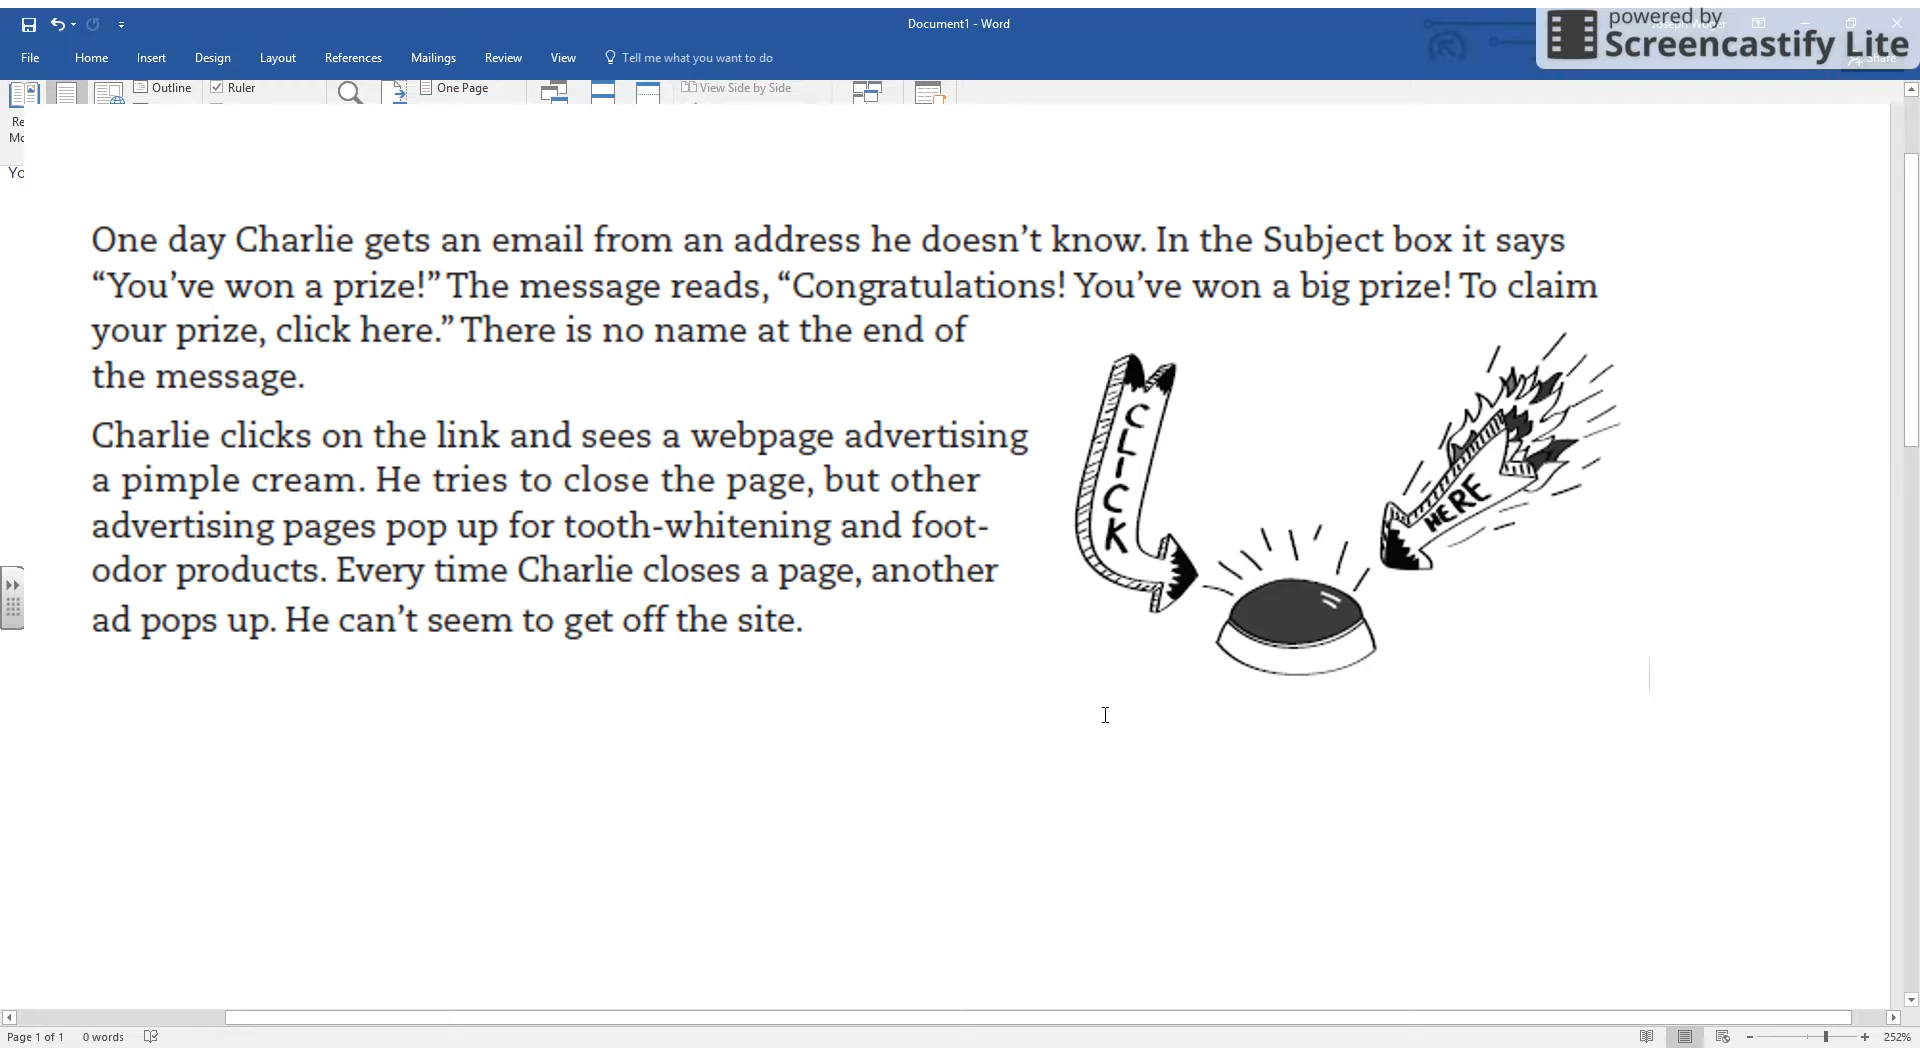 Document1 - Word
powered by
Screencastify Lite
File Home Insert Design Layout References Mailings Review View Tell me what you want to do
Share
Outline Ruler One Page View Side by Side
Re
Mo
Yo
One day Charlie gets an email from an address he doesn’t know. In the Subject box it says
“You’ve won a prize!” The message reads, “Congratulations! You’ve won a big prize! To claim
your prize, click here.” There is no name at the end of
the message.
Charlie clicks on the link and sees a webpage advertising
a pimple cream. He tries to close the page, but other
advertising pages pop up for tooth-whitening and foot-
odor products. Every time Charlie closes a page, another
ad pops up. He can’t seem to get off the site.
CLICK
HERE
Page 1 of 1 0 words
252%